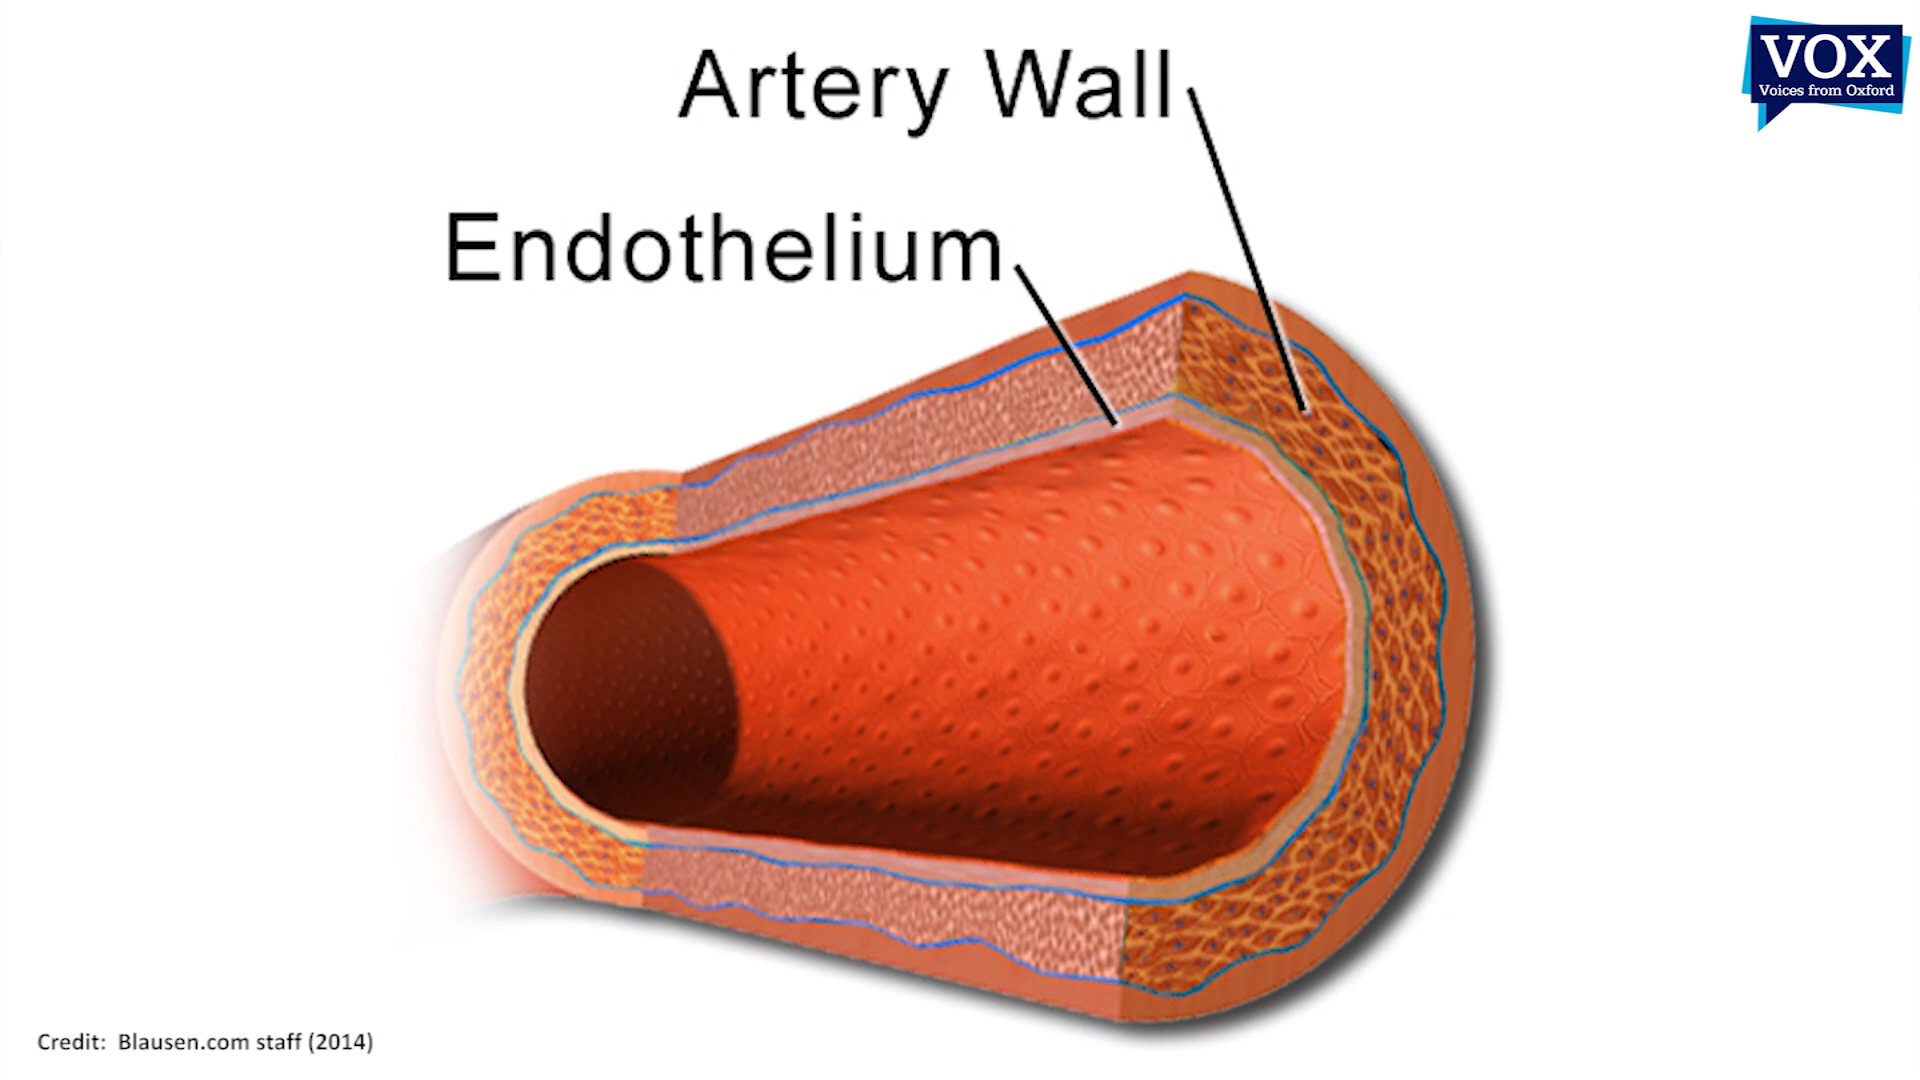 Artery Wall
Endothelium
VOX
Voices from Oxford
Credit: Blausen.com staff (2014)